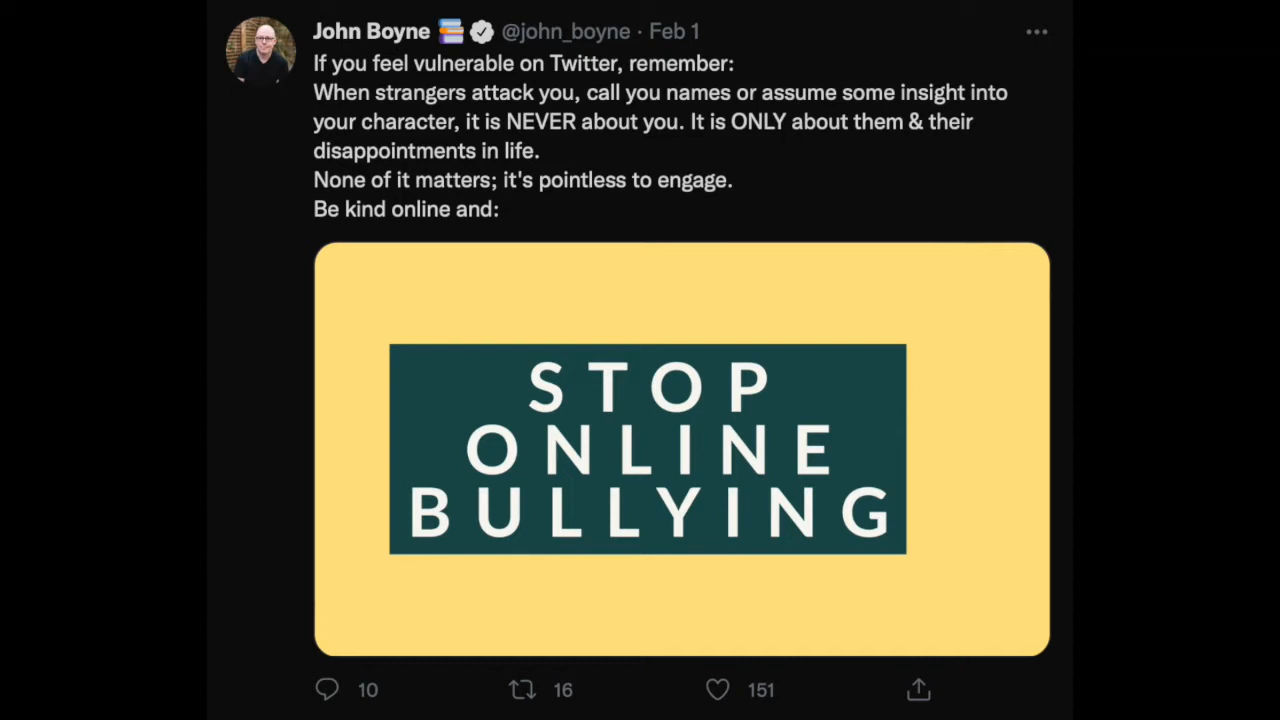 John Boyne 📚 @john_boyne · Feb 1
If you feel vulnerable on Twitter, remember:
When strangers attack you, call you names or assume some insight into
your character, it is NEVER about you. It is ONLY about them & their
disappointments in life.
None of it matters; it's pointless to engage.
Be kind online and:
STOP
ONLINE
BULLYING
10 16 151